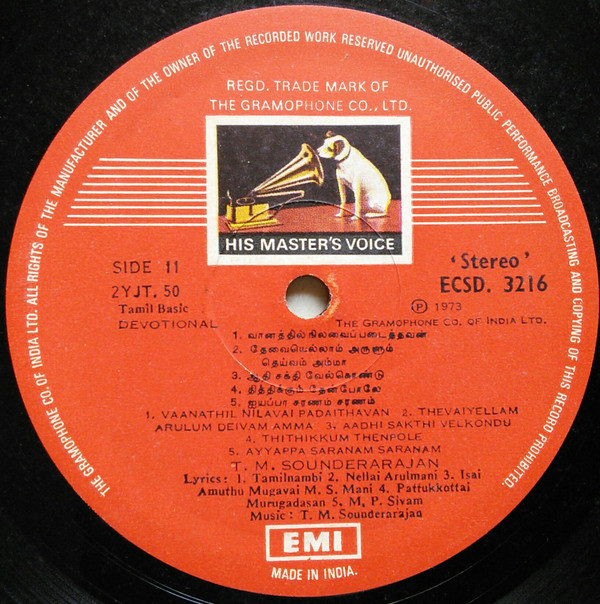 THE GRAMOPHONE CO. OF INDIA LTD. ALL RIGHTS OF THE MANUFACTURER AND OF THE OWNER OF THE RECORDED WORK RESERVED UNAUTHORISED PUBLIC PERFORMANCE BROADCASTING AND COPYING OF THIS RECORD PROHIBITED.
REGD. TRADE MARK OF
THE GRAMOPHONE CO., LTD.
HIS MASTER'S VOICE
SIDE 11
2YJT. 50
Tamil Basic
DEVOTIONAL
'Stereo'
ECSD. 3216
℗ 1973
THE GRAMOPHONE CO. OF INDIA LTD.
1. வானத்தில் நிலவைப்படைத்தவன்
2. தேவையெல்லாம் அருளும்
தெய்வம் அம்மா
3. ஆதி சக்தி வேல்கொண்டு
4. தித்திக்கும் தேன்போலே
5. ஐயப்பா சரணம் சரணம்
1. VAANATHIL NILAVAI PADAITHAVAN 2. THEVAIYELLAM
ARULUM DEIVAM AMMA 3. AADHI SAKTHI VELKONDU
4. THITHIKKUM THENPOLE
5. AYYAPPA SARANAM SARANAM
T. M. SOUNDERARAJAN
Lyrics: 1. Tamilnambi 2. Nellai Arulmani 3. Isai
Amuthu Mugavai M. S. Mani 4. Pattukkottai
Murugadasan 5. M. P. Sivam
Music: T. M. Sounderarajan
EMI
MADE IN INDIA.